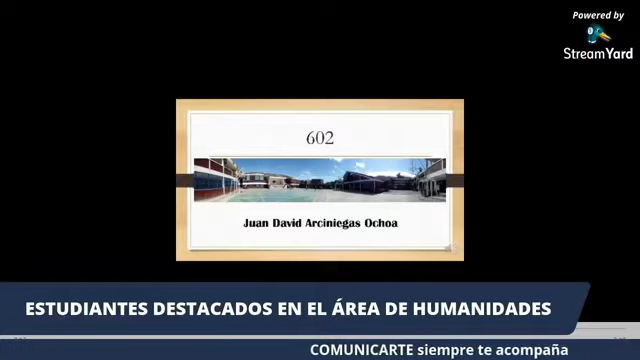 Powered by
StreamYard
602
Juan David Arciniegas Ochoa
ESTUDIANTES DESTACADOS EN EL ÁREA DE HUMANIDADES
COMUNICARTE siempre te acompaña